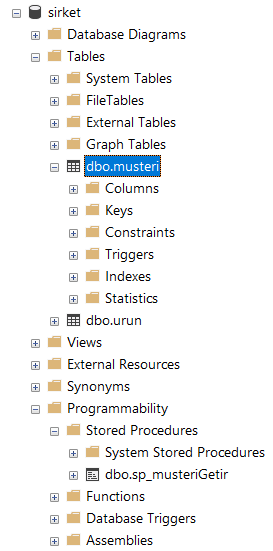 sirket
Database Diagrams
Tables
System Tables
FileTables
External Tables
Graph Tables
dbo.musteri
Columns
Keys
Constraints
Triggers
Indexes
Statistics
dbo.urun
Views
External Resources
Synonyms
Programmability
Stored Procedures
System Stored Procedures
dbo.sp_musteriGetir
Functions
Database Triggers
Assemblies